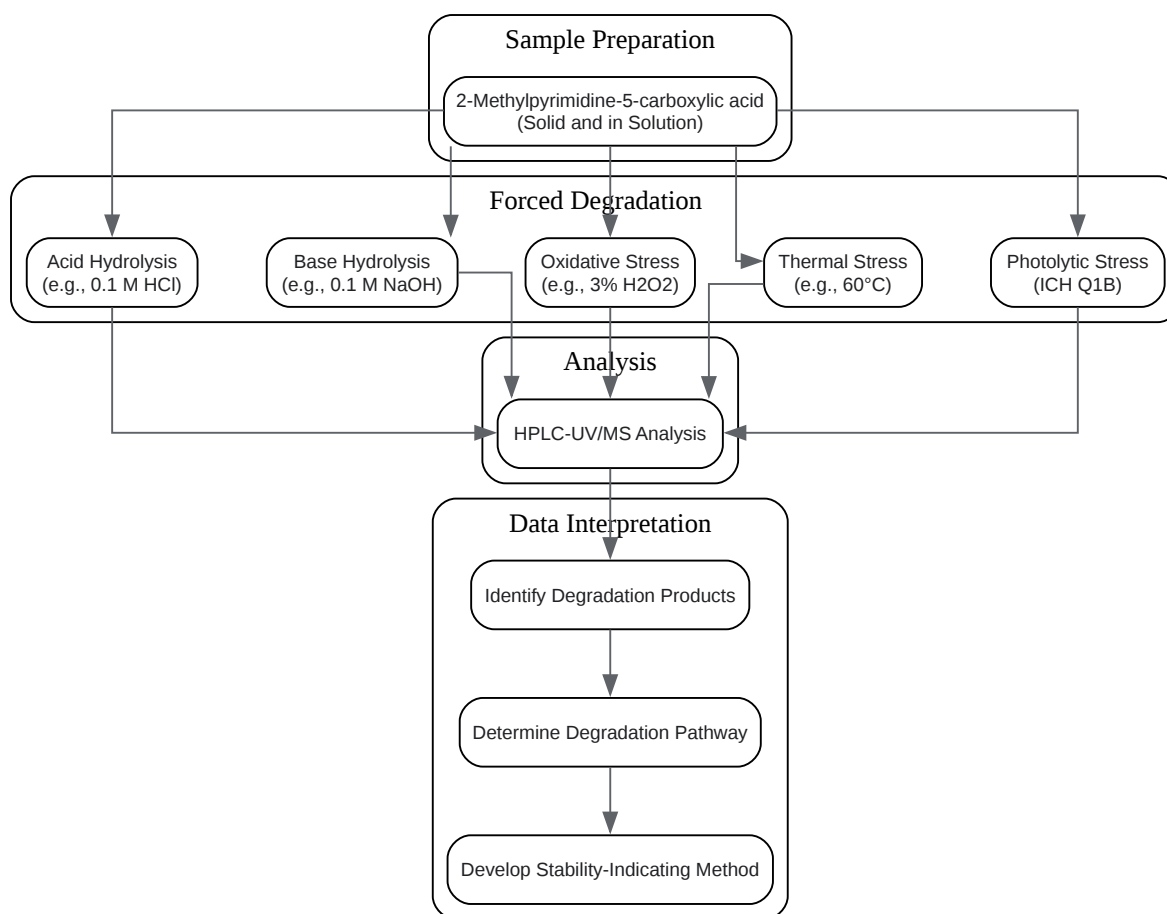 Sample Preparation
2-Methylpyrimidine-5-carboxylic acid
(Solid and in Solution)
Forced Degradation
Acid Hydrolysis
(e.g., 0.1 M HCl)
Base Hydrolysis
(e.g., 0.1 M NaOH)
Oxidative Stress
(e.g., 3% H2O2)
Thermal Stress
(e.g., 60°C)
Photolytic Stress
(ICH Q1B)
Analysis
HPLC-UV/MS Analysis
Data Interpretation
Identify Degradation Products
Determine Degradation Pathway
Develop Stability-Indicating Method